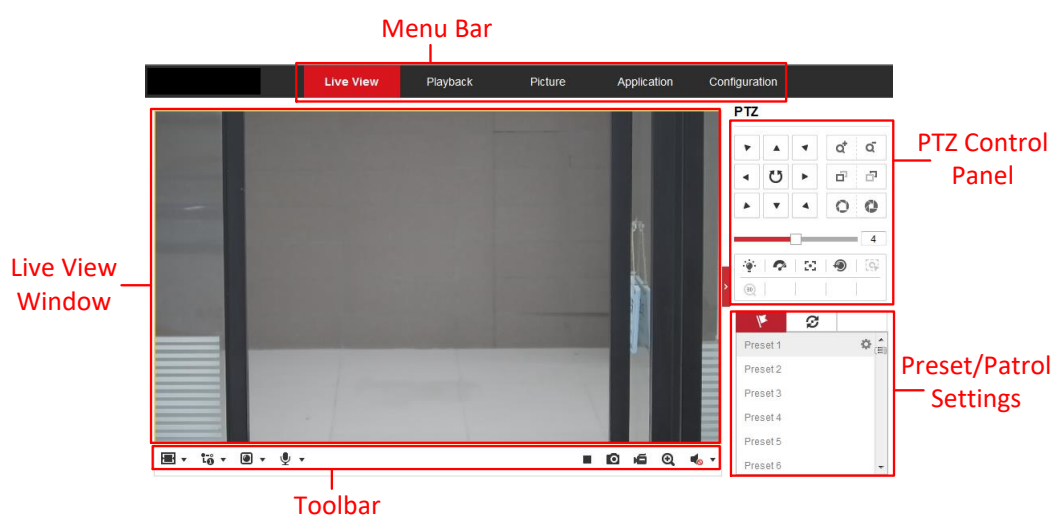 Menu Bar
Live View Playback Picture Application Configuration
PTZ
PTZ Control
Panel
4
Live View
Window
3D
Preset 1
Preset 2
Preset/Patrol
Settings
Preset 3
Preset 4
Preset 5
Preset 6
Toolbar